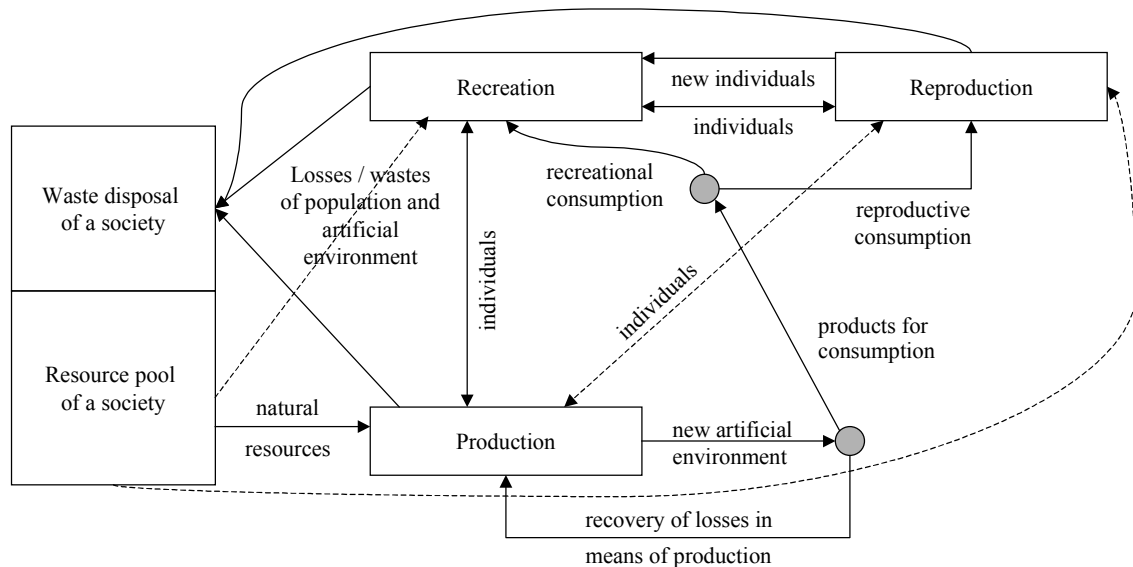 Recreation
new individuals
Reproduction
individuals
Waste disposal
of a society
Losses / wastes
of population and
artificial
environment
recreational
consumption
reproductive
consumption
individuals
individuals
products for
consumption
Resource pool
of a society
natural
resources
Production
new artificial
environment
recovery of losses in
means of production